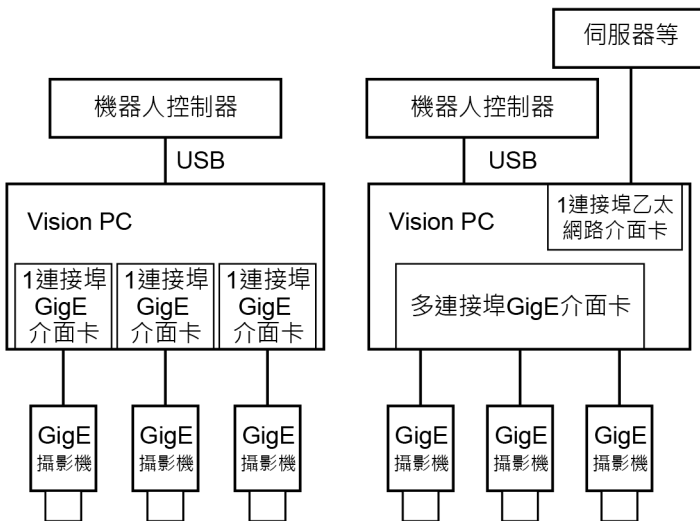 機器人控制器
USB
Vision PC
1連接埠
GigE
介面卡
1連接埠
GigE
介面卡
1連接埠
GigE
介面卡
GigE
攝影機
GigE
攝影機
GigE
攝影機
伺服器等
機器人控制器
USB
Vision PC
1連接埠乙太
網路介面卡
多連接埠GigE介面卡
GigE
攝影機
GigE
攝影機
GigE
攝影機